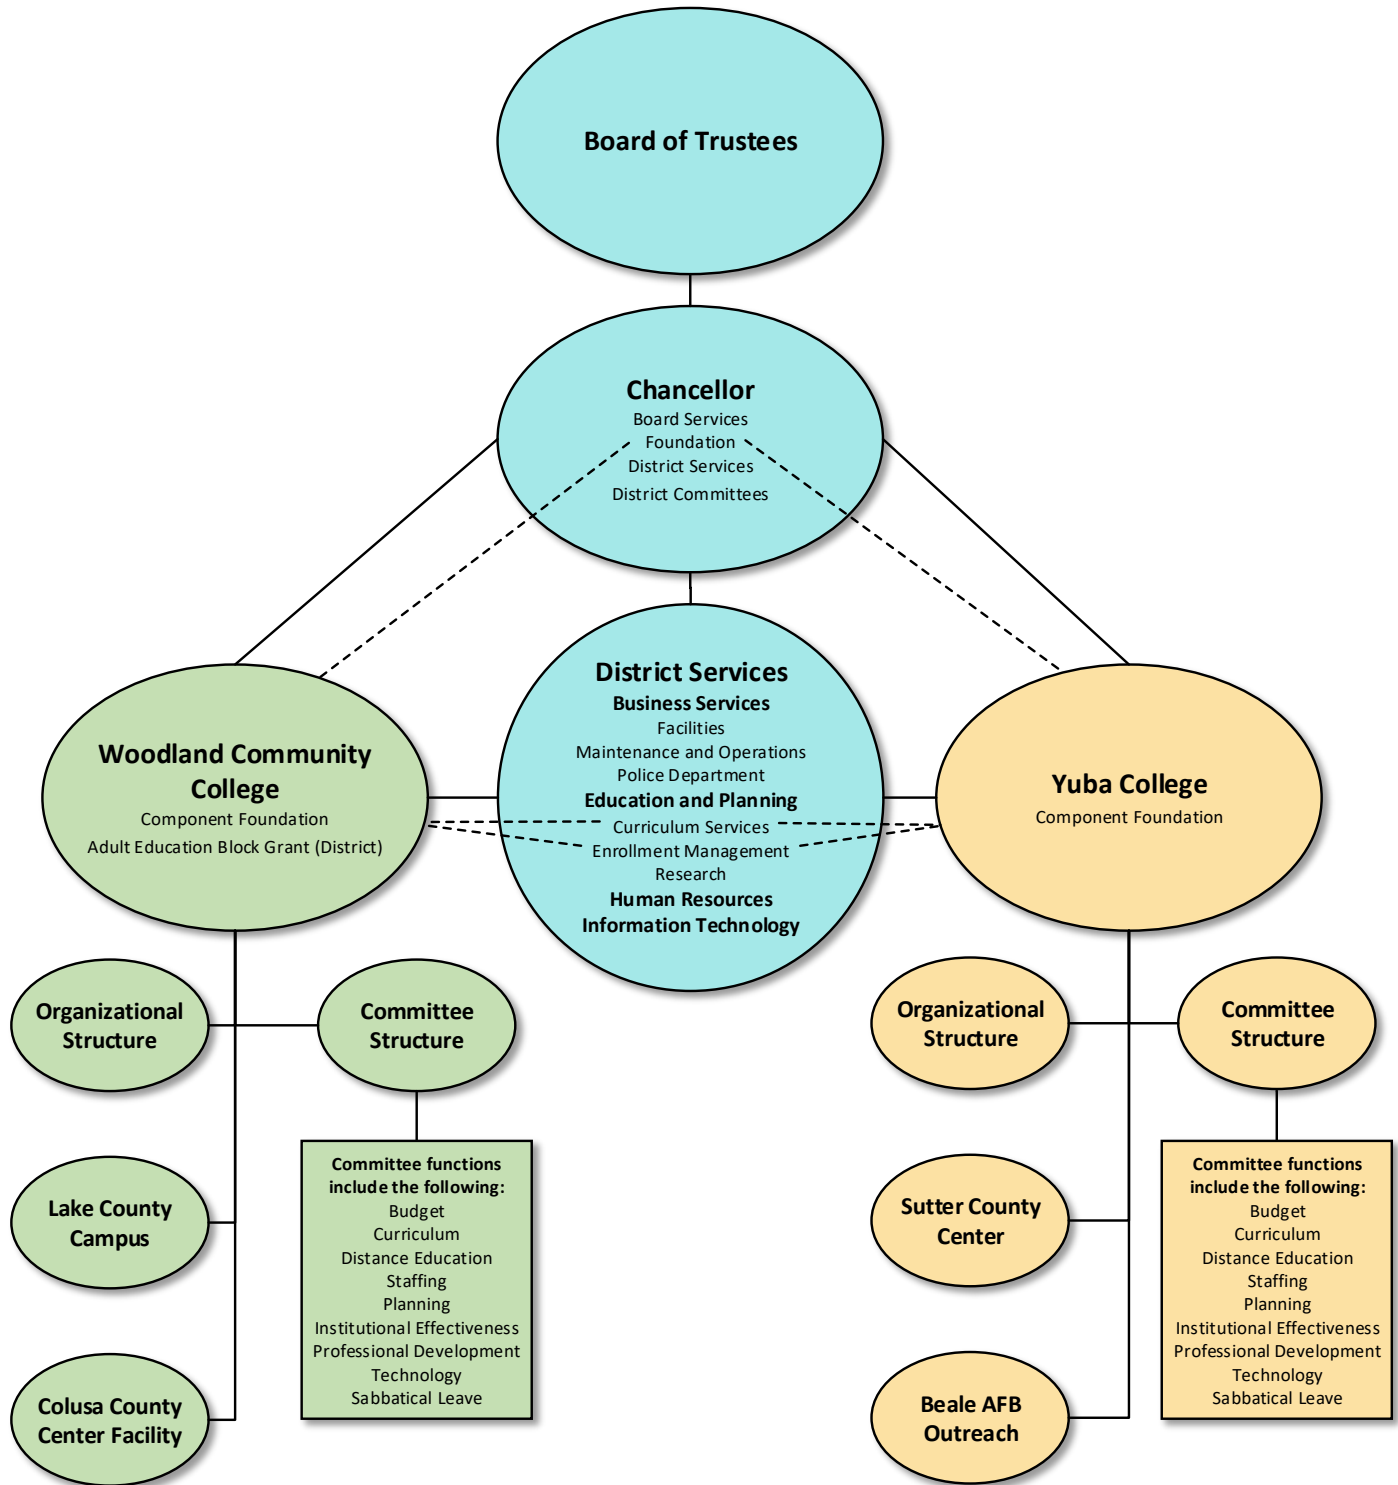 Board of Trustees
Chancellor
Board Services
Foundation
District Services
District Committees
District Services
Business Services
Facilities
Maintenance and Operations
Police Department
Education and Planning
Curriculum Services
Enrollment Management
Research
Human Resources
Information Technology
Woodland Community
College
Component Foundation
Adult Education Block Grant (District)
Yuba College
Component Foundation
Organizational
Structure
Committee
Structure
Lake County
Campus
Colusa County
Center Facility
Committee functions
include the following:
Budget
Curriculum
Distance Education
Staffing
Planning
Institutional Effectiveness
Professional Development
Technology
Sabbatical Leave
Organizational
Structure
Committee
Structure
Sutter County
Center
Beale AFB
Outreach
Committee functions
include the following:
Budget
Curriculum
Distance Education
Staffing
Planning
Institutional Effectiveness
Professional Development
Technology
Sabbatical Leave